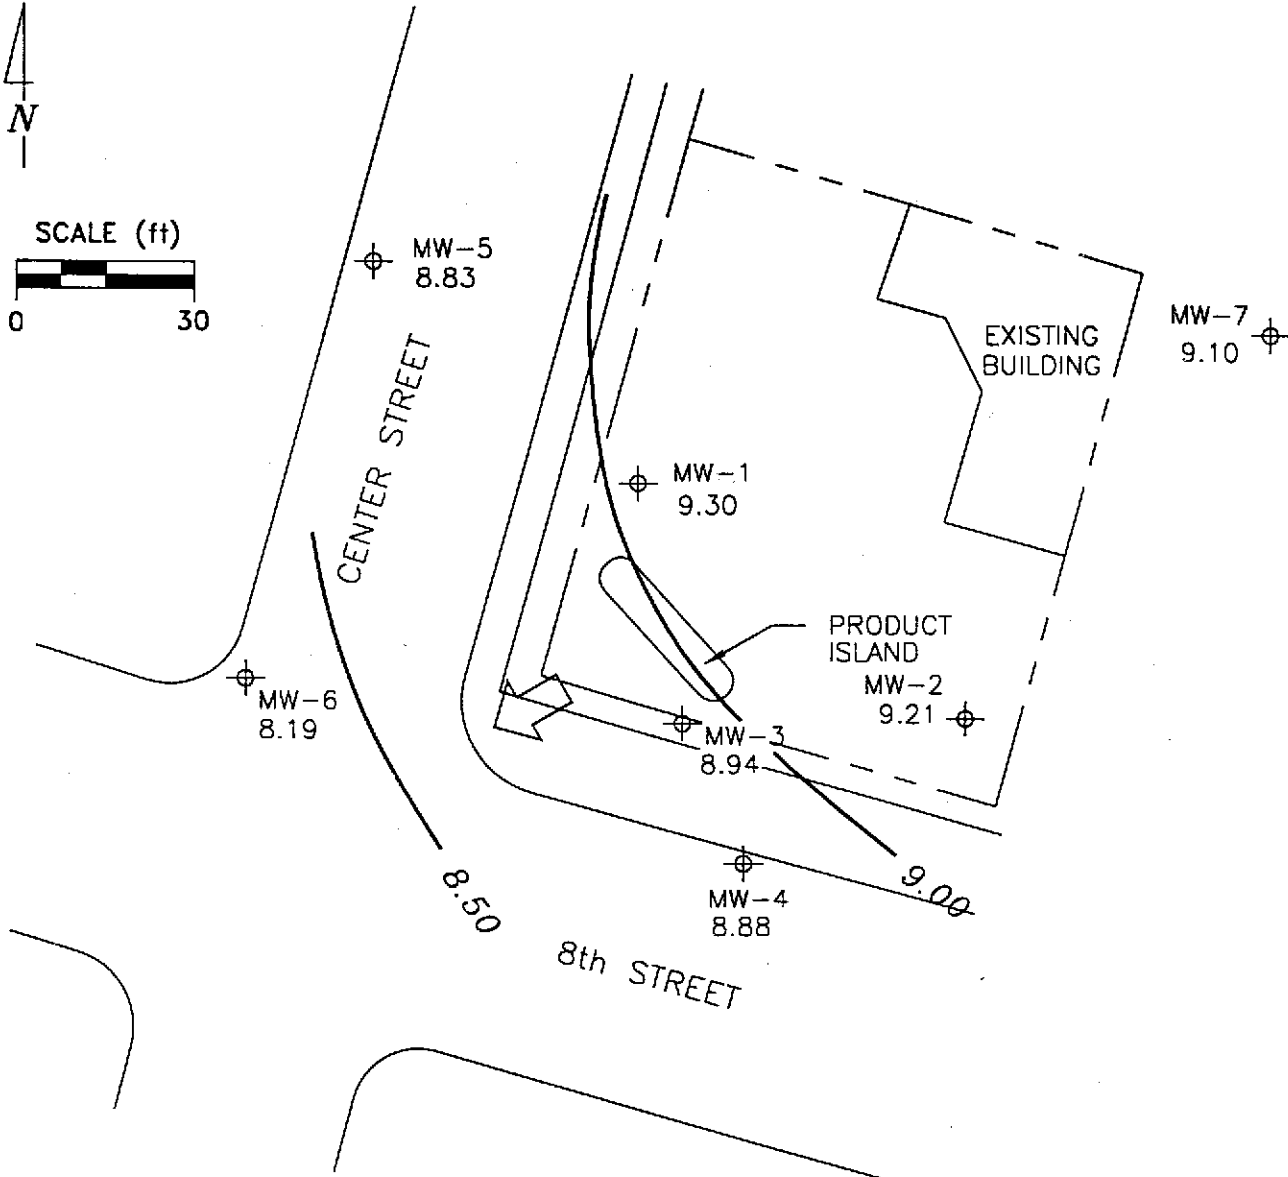 N
SCALE (ft)
0 30
MW-5
8.83
CENTER STREET
MW-7
9.10
EXISTING
BUILDING
MW-1
9.30
PRODUCT
ISLAND
MW-2
9.21
MW-6
8.19
MW-3
8.94
8.50
9.00
MW-4
8.88
8th STREET